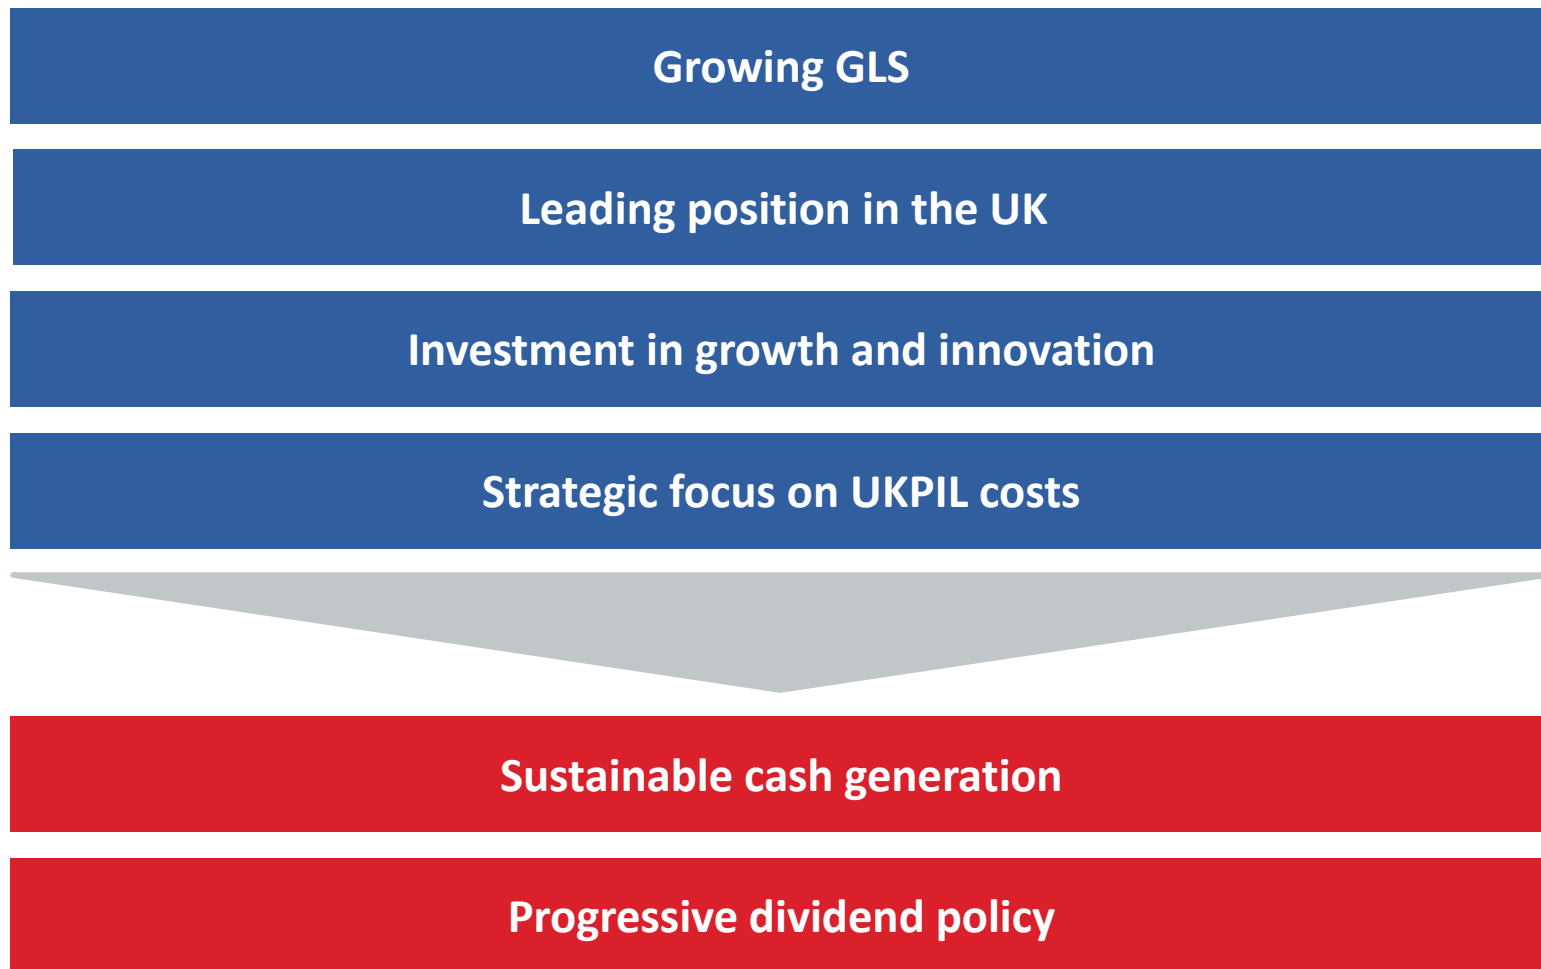 Growing GLS
Leading position in the UK
Investment in growth and innovation
Strategic focus on UKPIL costs
Sustainable cash generation
Progressive dividend policy